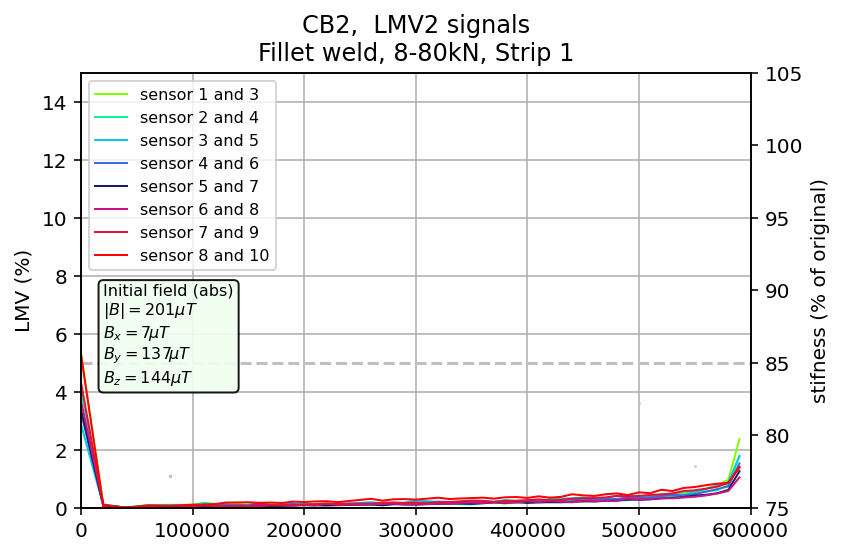 CB2,  LMV2 signals
Fillet weld, 8-80kN, Strip 1
LMV (%)
14
12
10
8
6
4
2
0
sensor 1 and 3
sensor 2 and 4
sensor 3 and 5
sensor 4 and 6
sensor 5 and 7
sensor 6 and 8
sensor 7 and 9
sensor 8 and 10
Initial field (abs)
|B| = 201μT
Bₓ = 7μT
B_y = 137μT
B_z = 144μT
105
100
95
90
85
80
75
stifness (% of original)
0 100000 200000 300000 400000 500000 600000